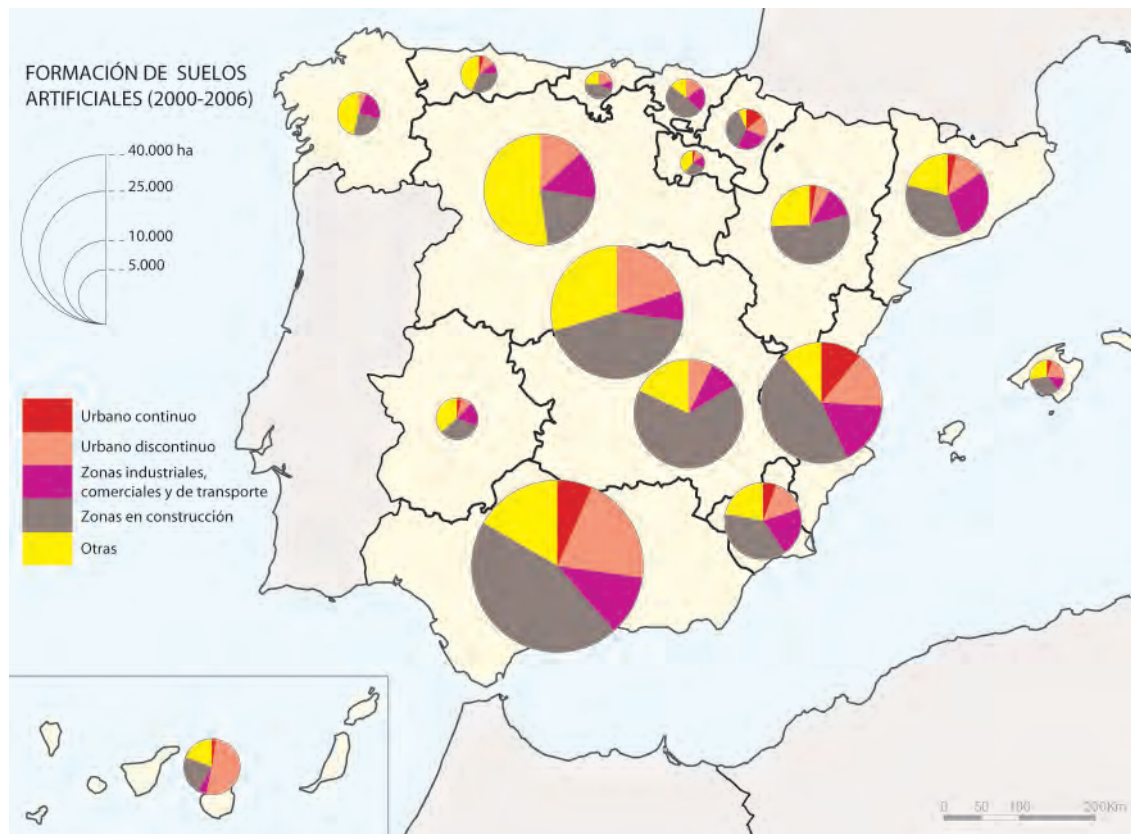 FORMACIÓN DE SUELOS
ARTIFICIALES (2000-2006)
40.000 ha
25.000
10.000
5.000
Urbano continuo
Urbano discontinuo
Zonas industriales,
comerciales y de transporte
Zonas en construcción
Otras
0 50 100 200Km